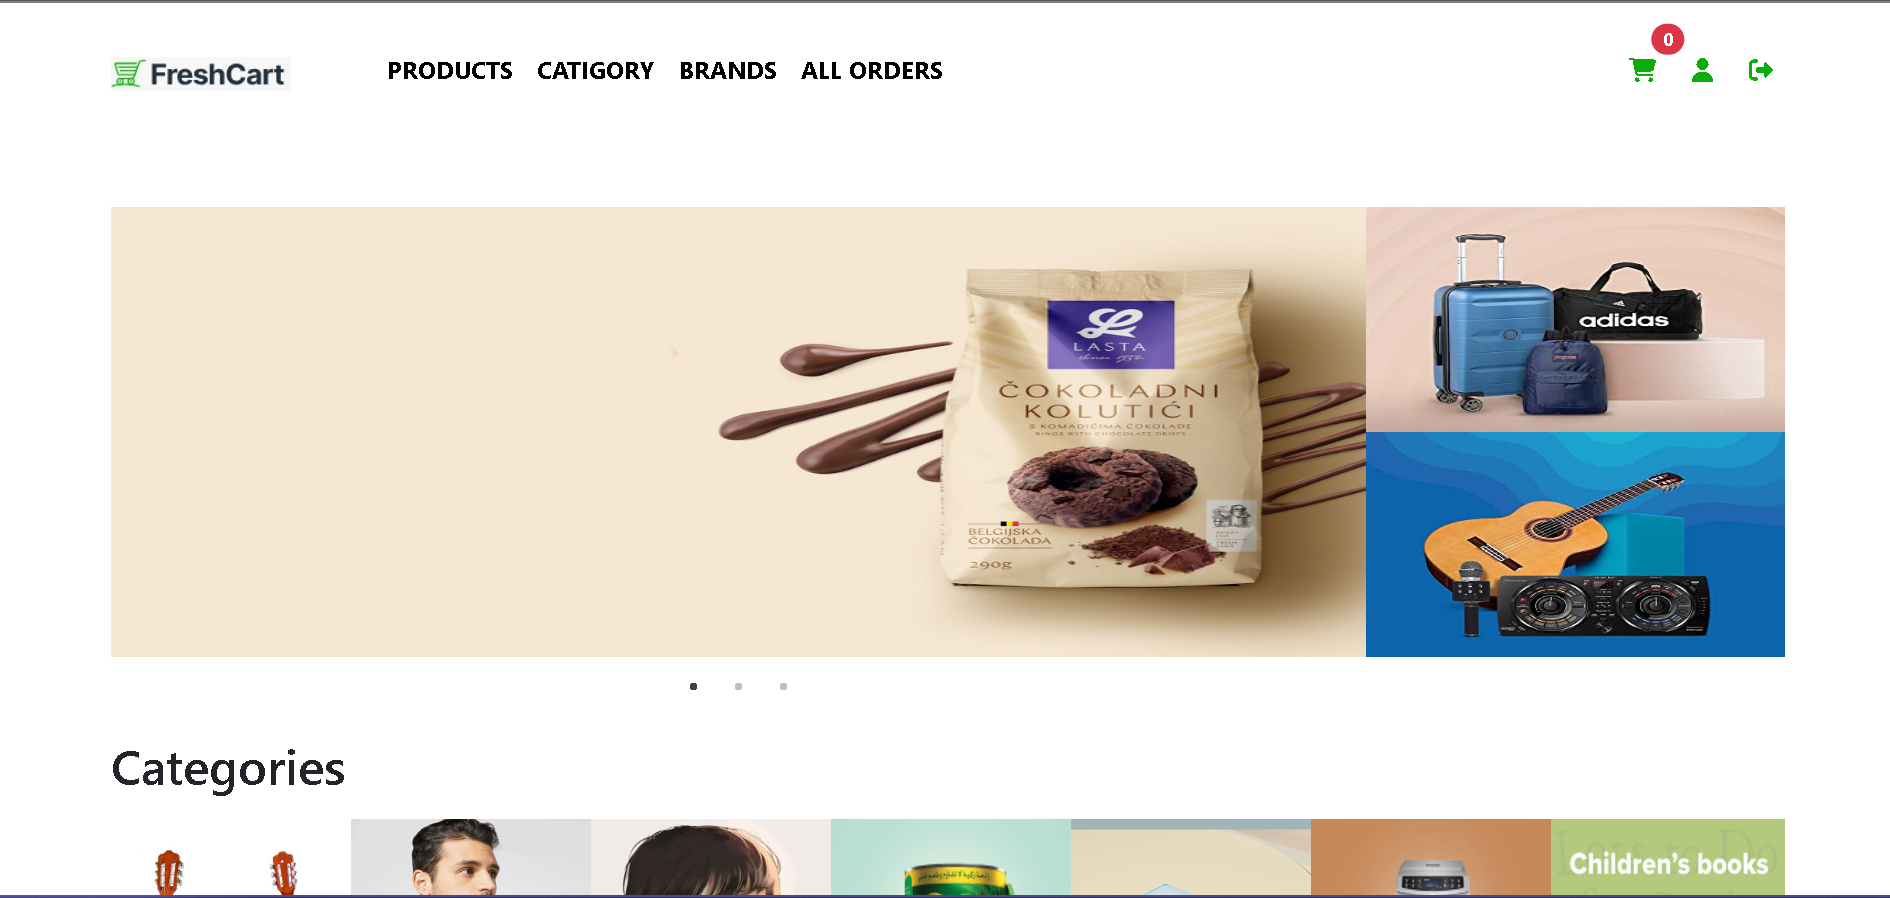 0
FreshCart
PRODUCTS CATIGORY BRANDS ALL ORDERS
LASTA
ČOKOLADNI
KOLUTIĆI
S KOMADIĆIMA ČOKOLADE
RINGS WITH CHOCOLATE DROPS
BELGIJSKA
ČOKOLADA
290g
adidas
Categories
Children's books